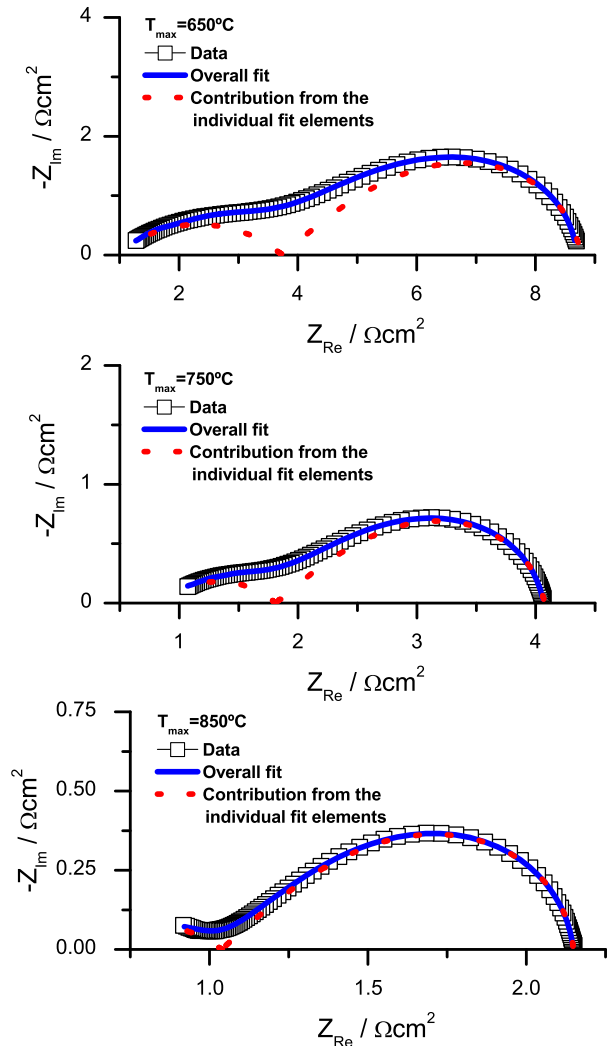 4
2
0
-Z_Im / Ωcm²
T_max=650ºC
Data
Overall fit
Contribution from the
individual fit elements
2 4 6 8
Z_Re / Ωcm²
2
1
0
-Z_Im / Ωcm²
T_max=750ºC
Data
Overall fit
Contribution from the
individual fit elements
1 2 3 4
Z_Re / Ωcm²
0.75
0.50
0.25
0.00
-Z_Im / Ωcm²
T_max=850ºC
Data
Overall fit
Contribution from the
individual fit elements
1.0 1.5 2.0
Z_Re / Ωcm²